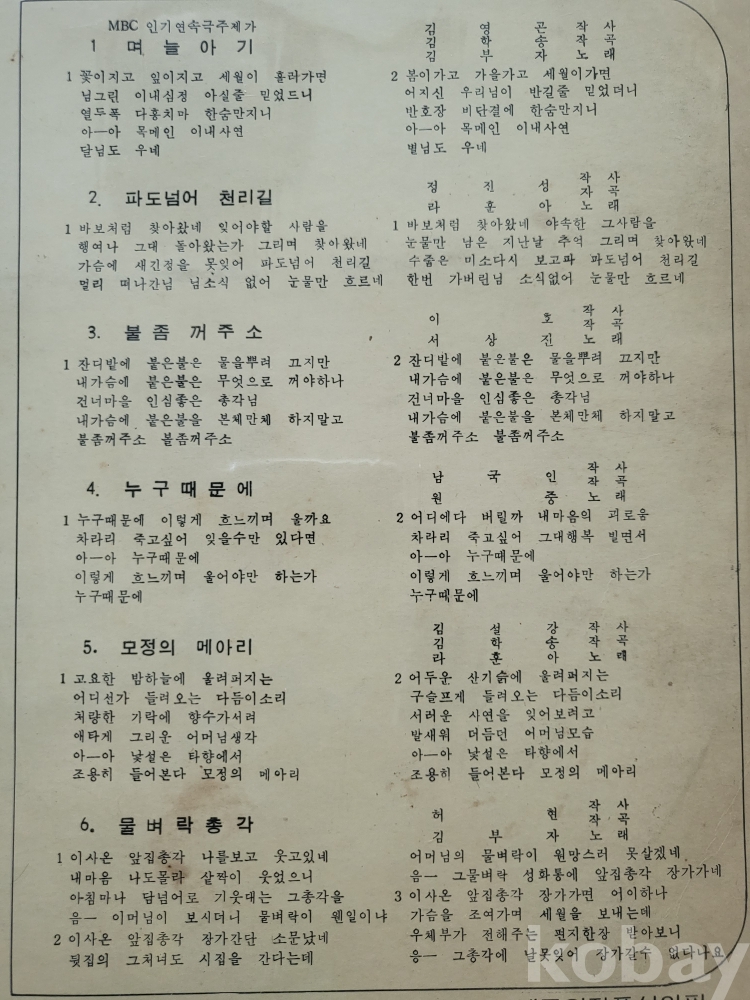 MBC 인기연속극주제가
1 며 늘 아 기
김 영 곤 작 사
김 학 송 작 곡
김 부 자 노 래
1 꽃이지고 잎이지고 세월이 흘러가면
님그린 이내심정 아실줄 믿었드니
열두폭 다홍치마 한숨만지니
아―아 목메인 이내사연
달님도 우네
2 봄이가고 가을가고 세월이가면
어지신 우리님이 반길줄 믿었더니
반호장 비단결에 한숨만지니
아―아 목메인 이내사연
별님도 우네
2. 파도넘어 천리길
정 진 성 작 사
작 곡
라 훈 아 노 래
1 바보처럼 찾아왔네 잊어야할 사람을
행여나 그대 돌아왔는가 그리며 찾아왔네
가슴에 새긴정을 못잊어 파도넘어 천리길
멀리 떠나간님 님소식 없어 눈물만 흐르네
1 바보처럼 찾아왔네 야속한 그사람을
눈물만 남은 지난날 추억 그리며 찾아왔네
수줍은 미소다시 보고파 파도넘어 천리길
한번 가버린님 소식없어 눈물만 흐르네
3. 불 좀 꺼주소
이 호 작 사
작 곡
서 상 진 노 래
1 잔디밭에 붙은불은 물을뿌려 끄지만
내가슴에 붙은불은 무엇으로 꺼야하나
건너마을 인심좋은 총각님
내가슴에 붙은불을 본체만체 하지말고
불좀꺼주소 불좀꺼주소
2 잔디밭에 붙은불은 물을뿌려 끄지만
내가슴에 붙은불은 무엇으로 꺼야하나
건너마을 인심좋은 총각님
내가슴에 붙은불을 본체만체 하지말고
불좀꺼주소 불좀꺼주소
4. 누구때문에
남 국 인 작 사
작 곡
원 중 노 래
1 누구때문에 이렇게 흐느끼며 울까요
차라리 죽고싶어 잊을수만 있다면
아―아 누구때문에
이렇게 흐느끼며 울어야만 하는가
누구때문에
2 어디에다 버릴까 내마음의 괴로움
차라리 죽고싶어 그대행복 빌면서
아―아 누구때문에
이렇게 흐느끼며 울어야만 하는가
누구때문에
5. 모정의 메아리
김 설 강 작 사
김 학 송 작 곡
라 훈 아 노 래
1 고요한 밤하늘에 울려퍼지는
어디선가 들려오는 다듬이소리
처량한 가락에 향수가서려
애타게 그리운 어머님생각
아―아 낯설은 타향에서
조용히 들어본다 모정의 메아리
2 어두운 산기슭에 울려퍼지는
구슬프게 들려오는 다듬이소리
서러운 사연을 잊어보려고
밤새워 더듬던 어머님모습
아―아 낯설은 타향에서
조용히 들어본다 모정의 메아리
6. 물벼락총각
허 현 작 사
작 곡
김 부 자 노 래
1 이사온 앞집총각 나를보고 웃고있네
내마음 나도몰라 살짝이 웃었으니
아침마나 담넘어로 기웃대는 그총각을
음― 이머님이 보시더니 물벼락이 웬일이냐
2 이사온 앞집총각 장가간단 소문났네
뒷집의 그처녀도 시집을 간다는데
어머님의 물벼락이 원망스러 못살겠네
음― 그물벼락 성화통에 앞집총각 장가가네
3 이사온 앞집총각 장가가면 어이하나
가슴을 조여가며 세월을 보내는데
우체부가 전해주는 편지한장 받아보니
응― 그총각에 날못잊어 장가갈수 없다나요
kobay